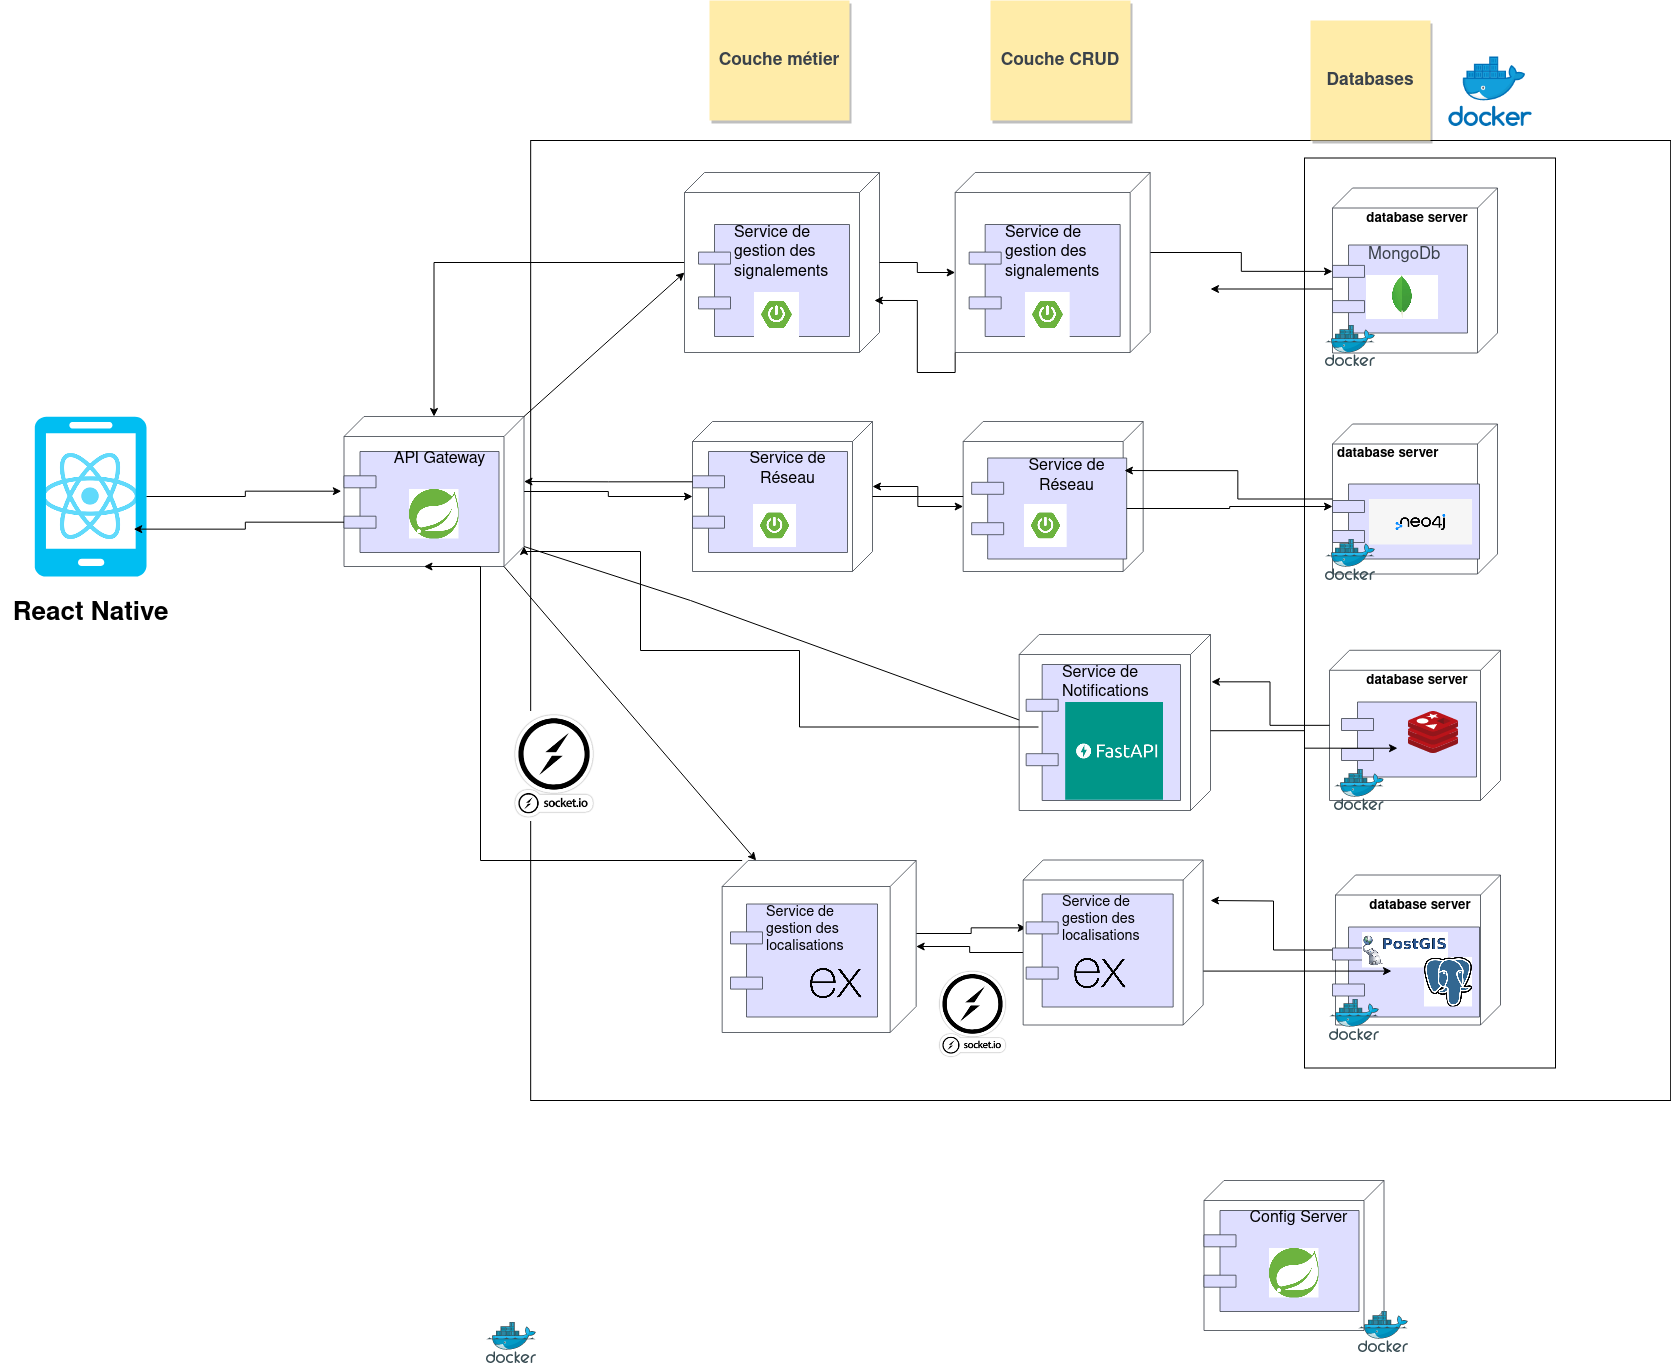 Couche métier
Couche CRUD
Databases
docker
Service de
gestion des
signalements
Service de
gestion des
signalements
database server
MongoDb
docker
API Gateway
React Native
Service de
Réseau
Service de
Réseau
database server
neo4j
docker
Service de
Notifications
FastAPI
database server
docker
socket.io
Service de
gestion des
localisations
ex
Service de
gestion des
localisations
ex
socket.io
database server
PostGIS
docker
Config Server
docker
docker